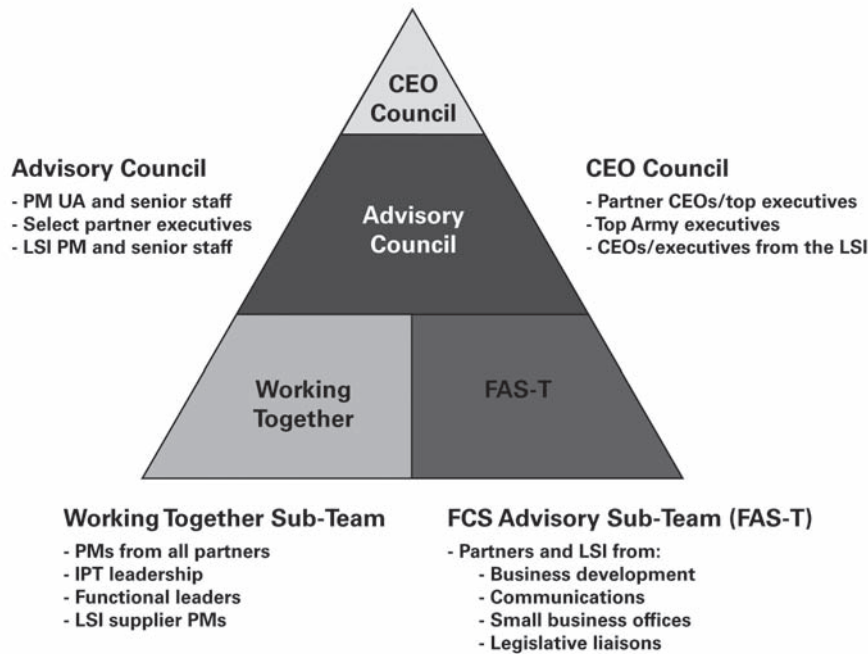 CEO
Council
Advisory Council
- PM UA and senior staff
- Select partner executives
- LSI PM and senior staff
Advisory
Council
CEO Council
- Partner CEOs/top executives
- Top Army executives
- CEOs/executives from the LSI
Working
Together
FAS-T
Working Together Sub-Team
- PMs from all partners
- IPT leadership
- Functional leaders
- LSI supplier PMs
FCS Advisory Sub-Team (FAS-T)
- Partners and LSI from:
- Business development
- Communications
- Small business offices
- Legislative liaisons